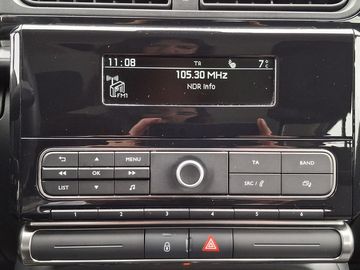 11:08 TA 7°
105.30 MHz
FM1 NDR Info
MENU TA BAND
OK
LIST SRC /
1 2 3 4 5 6